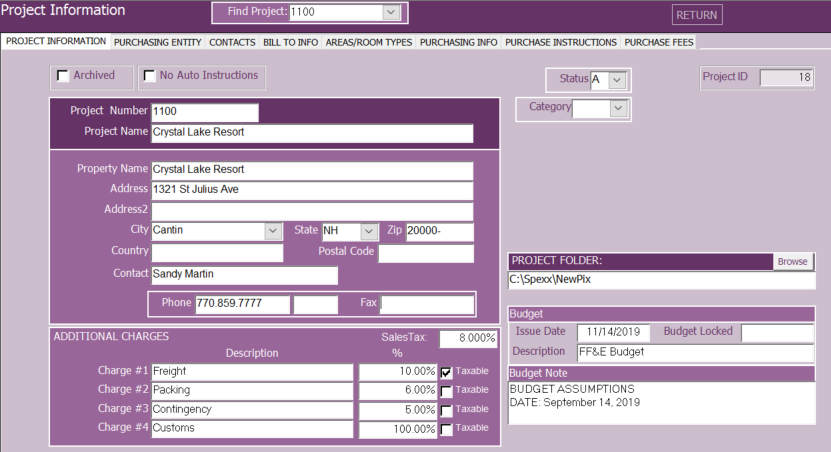 Project Information
Find Project: 1100
RETURN
PROJECT INFORMATION PURCHASING ENTITY CONTACTS BILL TO INFO AREAS/ROOM TYPES PURCHASING INFO PURCHASE INSTRUCTIONS PURCHASE FEES
Archived
No Auto Instructions
Status A
Project ID 18
Category
Project Number 1100
Project Name Crystal Lake Resort
Property Name Crystal Lake Resort
Address 1321 St Julius Ave
Address2
City Cantin State NH Zip 20000-
Country Postal Code
Contact Sandy Martin
Phone 770.859.7777 Fax
PROJECT FOLDER: Browse
C:\Spexx\NewPix
ADDITIONAL CHARGES SalesTax: 8.000%
Description %
Charge #1 Freight 10.00% Taxable
Charge #2 Packing 6.00% Taxable
Charge #3 Contingency 5.00% Taxable
Charge #4 Customs 100.00% Taxable
Budget
Issue Date 11/14/2019 Budget Locked
Description FF&E Budget
Budget Note
BUDGET ASSUMPTIONS
DATE: September 14, 2019